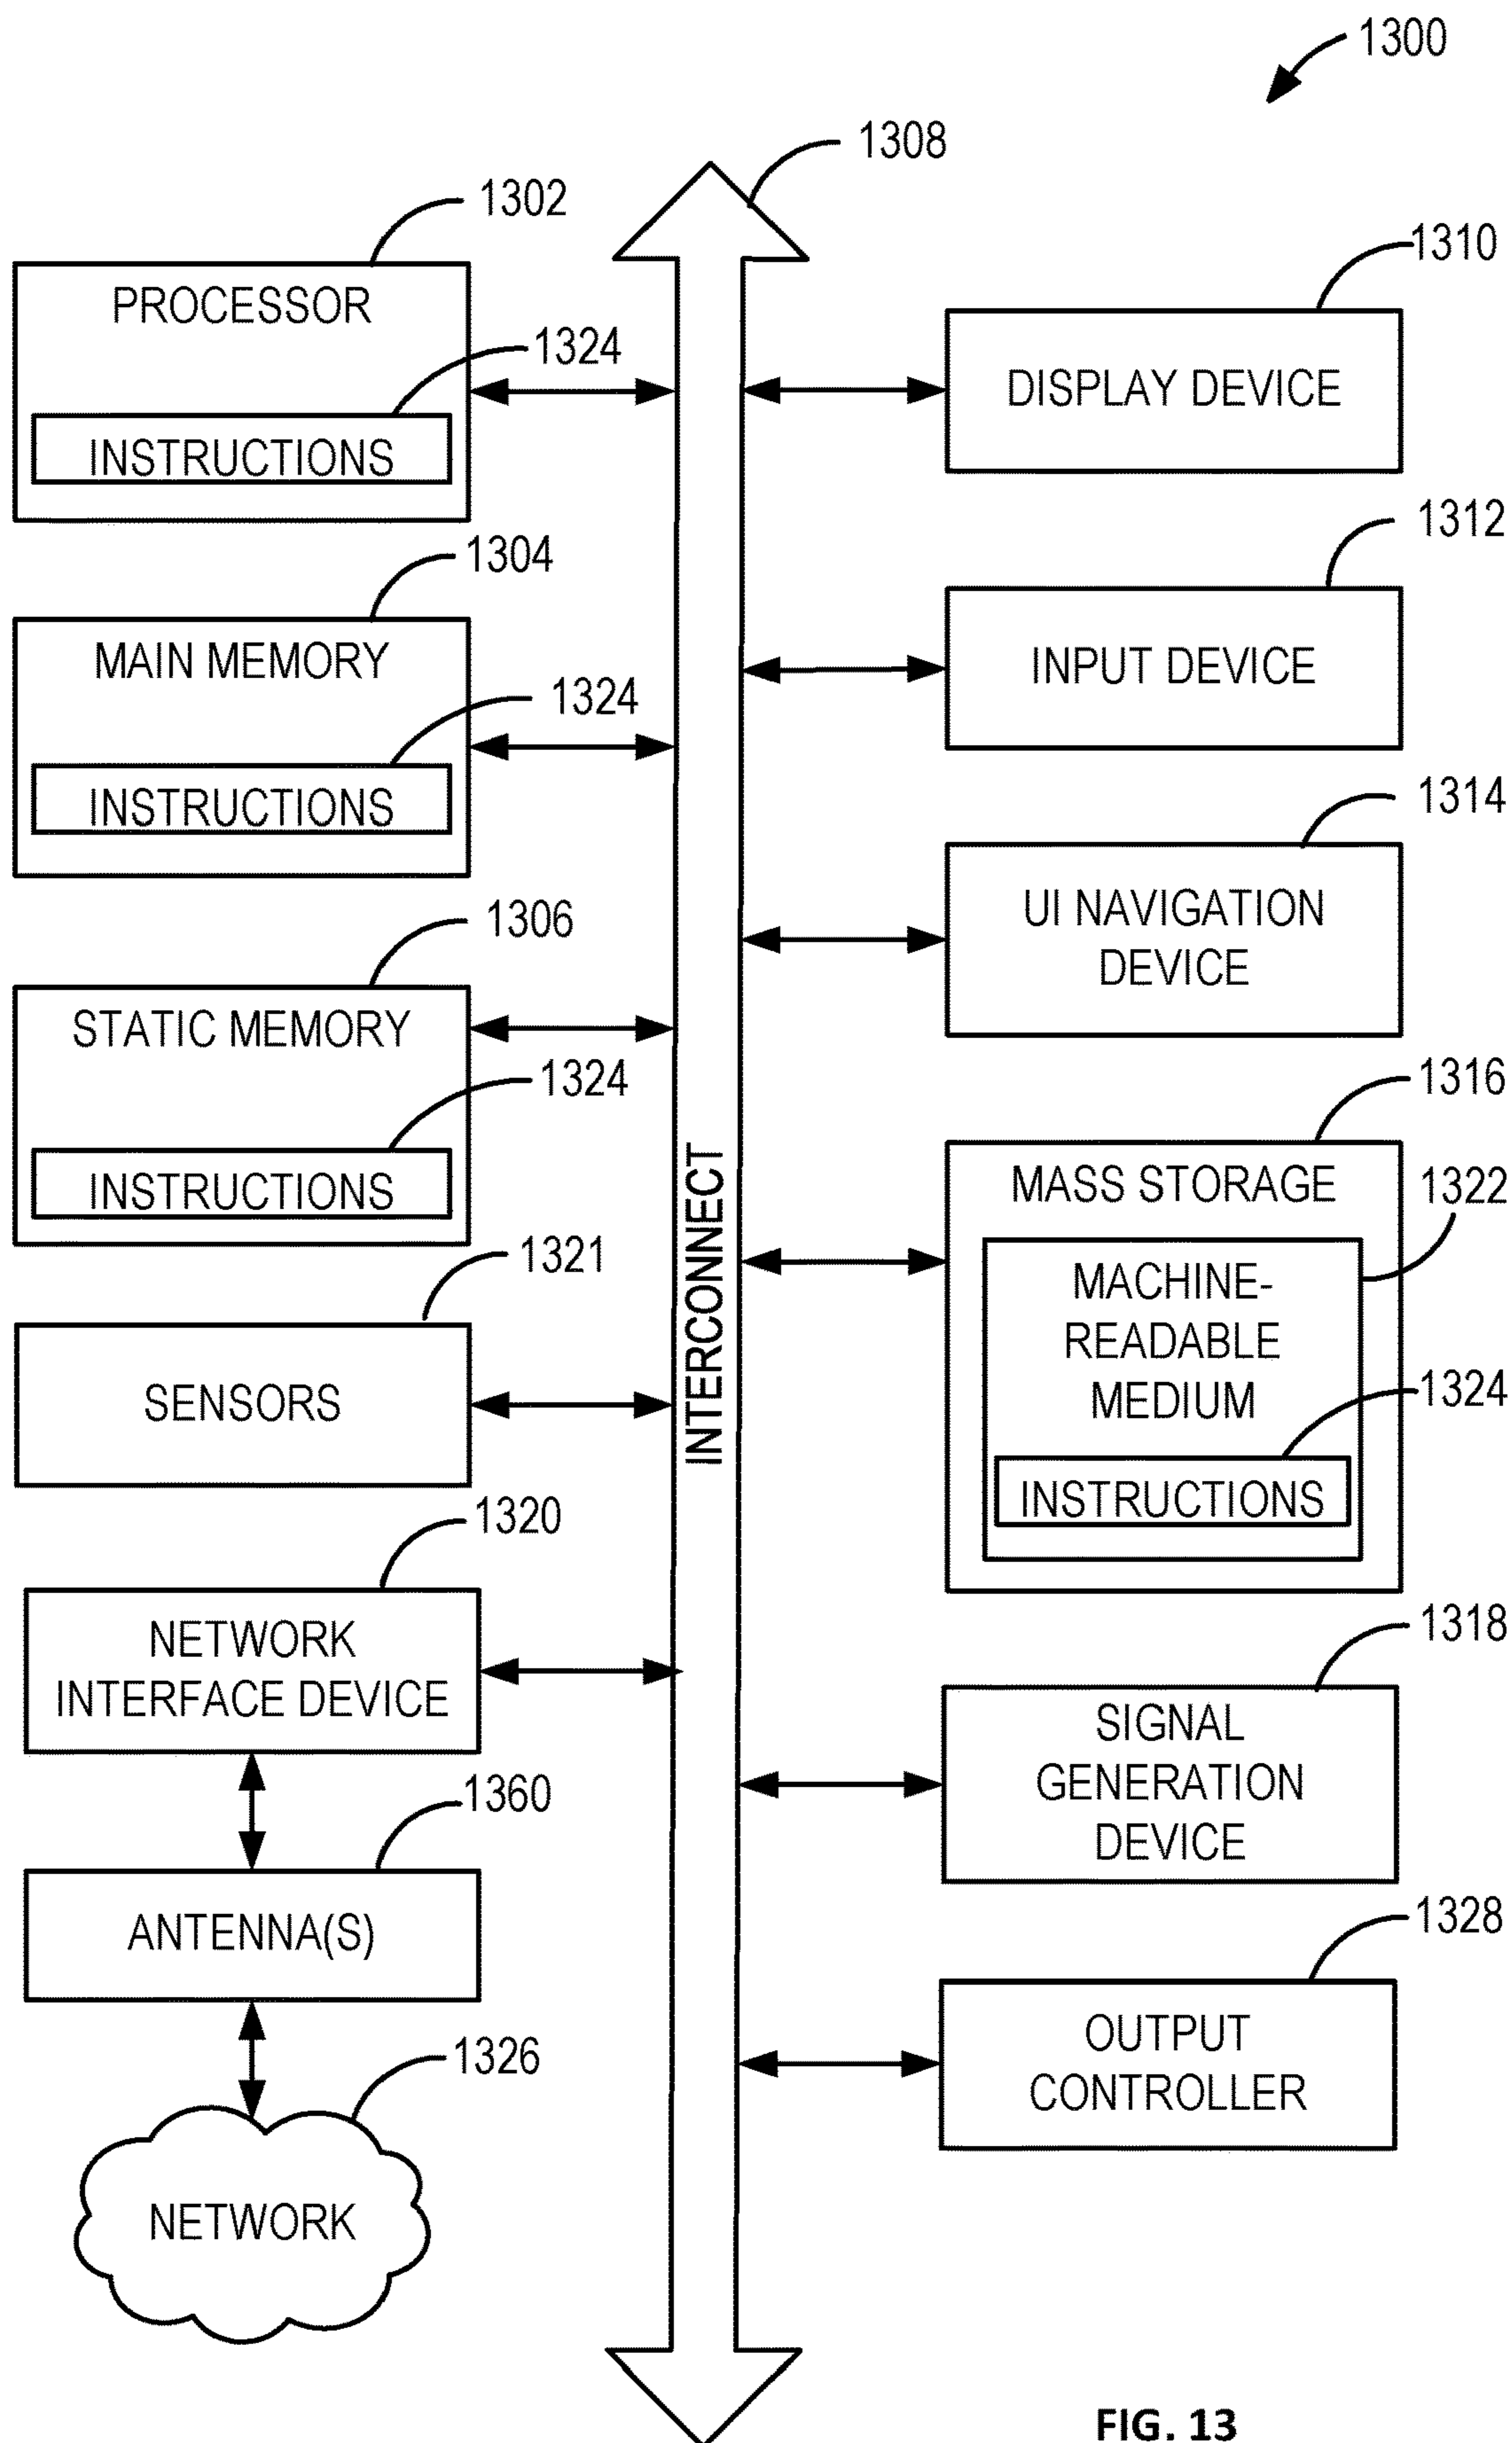 1300
1308
1302
PROCESSOR
1324
INSTRUCTIONS
1304
MAIN MEMORY
1324
INSTRUCTIONS
1306
STATIC MEMORY
1324
INSTRUCTIONS
1321
SENSORS
1320
NETWORK
INTERFACE DEVICE
1360
ANTENNA(S)
1326
NETWORK
INTERCONNECT
1310
DISPLAY DEVICE
1312
INPUT DEVICE
1314
UI NAVIGATION
DEVICE
1316
MASS STORAGE
1322
MACHINE-
READABLE
MEDIUM
1324
INSTRUCTIONS
1318
SIGNAL
GENERATION
DEVICE
1328
OUTPUT
CONTROLLER
FIG. 13